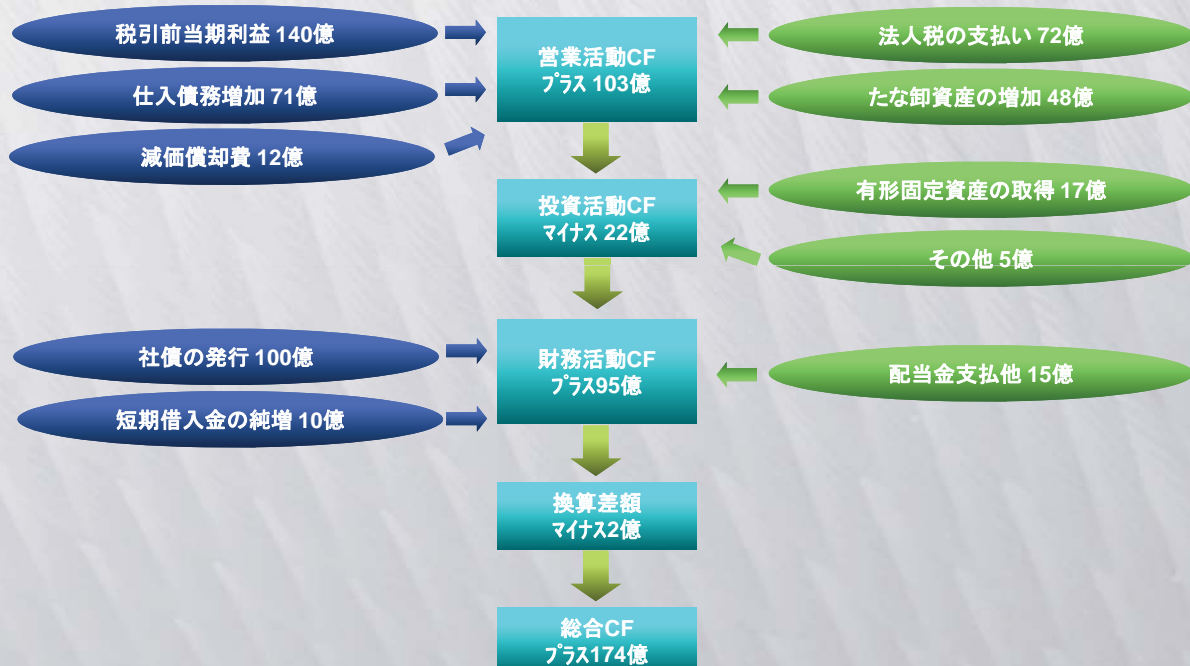 税引前当期利益 140億
営業活動CF
プラス 103億
法人税の支払い 72億
仕入債務増加 71億
たな卸資産の増加 48億
減価償却費 12億
投資活動CF
マイナス 22億
有形固定資産の取得 17億
その他 5億
社債の発行 100億
財務活動CF
プラス95億
配当金支払他 15億
短期借入金の純増 10億
換算差額
マイナス2億
総合CF
プラス174億